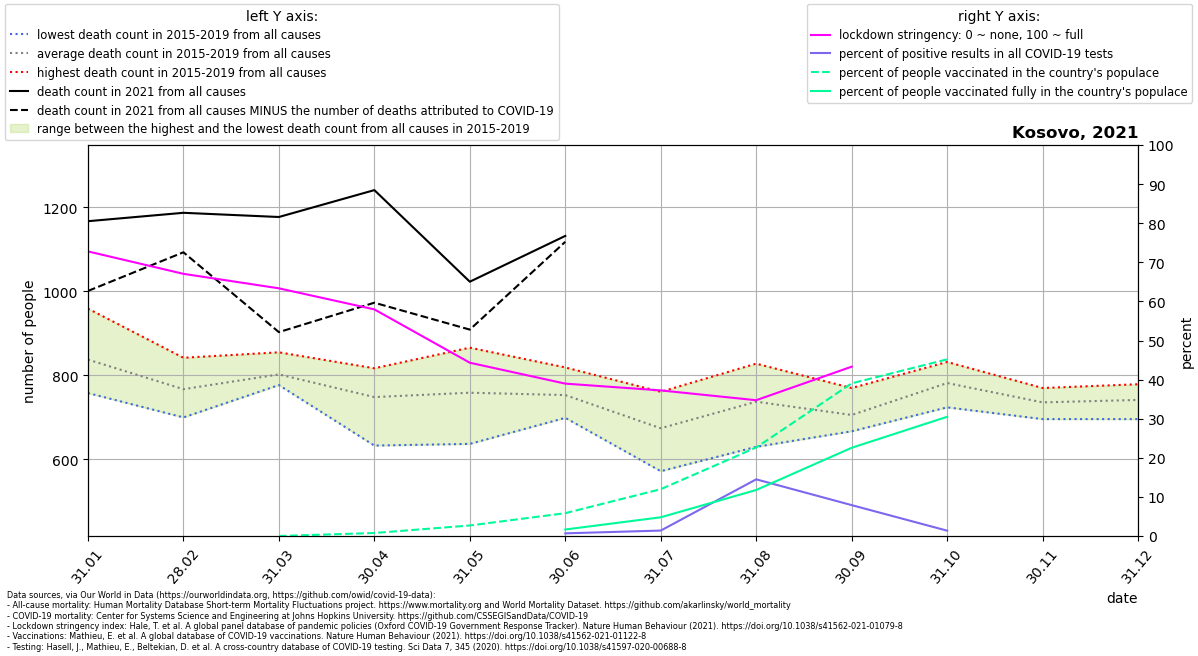 left Y axis:
lowest death count in 2015-2019 from all causes
average death count in 2015-2019 from all causes
highest death count in 2015-2019 from all causes
death count in 2021 from all causes
death count in 2021 from all causes MINUS the number of deaths attributed to COVID-19
range between the highest and the lowest death count from all causes in 2015-2019
right Y axis:
lockdown stringency: 0 ~ none, 100 ~ full
percent of positive results in all COVID-19 tests
percent of people vaccinated in the country's populace
percent of people vaccinated fully in the country's populace
Kosovo, 2021
number of people
1200
1000
800
600
100
90
80
70
60
50
40
30
20
10
0
percent
31.01
28.02
31.03
30.04
31.05
30.06
31.07
31.08
30.09
31.10
30.11
31.12
date
Data sources, via Our World in Data (https://ourworldindata.org, https://github.com/owid/covid-19-data):
- All-cause mortality: Human Mortality Database Short-term Mortality Fluctuations project. https://www.mortality.org and World Mortality Dataset. https://github.com/akarlinsky/world_mortality
- COVID-19 mortality: Center for Systems Science and Engineering at Johns Hopkins University. https://github.com/CSSEGISandData/COVID-19
- Lockdown stringency index: Hale, T. et al. A global panel database of pandemic policies (Oxford COVID-19 Government Response Tracker). Nature Human Behaviour (2021). https://doi.org/10.1038/s41562-021-01079-8
- Vaccinations: Mathieu, E. et al. A global database of COVID-19 vaccinations. Nature Human Behaviour (2021). https://doi.org/10.1038/s41562-021-01122-8
- Testing: Hasell, J., Mathieu, E., Beltekian, D. et al. A cross-country database of COVID-19 testing. Sci Data 7, 345 (2020). https://doi.org/10.1038/s41597-020-00688-8